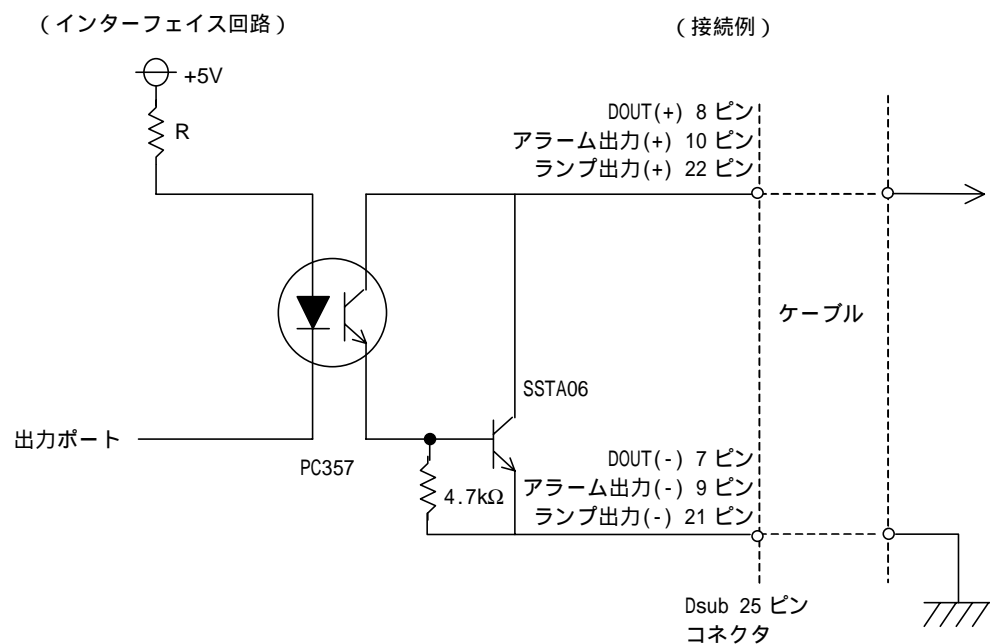 (インターフェイス回路)
(接続例)
+5V
R
DOUT(+) 8 ピン
アラーム出力(+) 10 ピン
ランプ出力(+) 22 ピン
ケーブル
SSTA06
出力ポート
PC357
4.7kΩ
DOUT(-) 7 ピン
アラーム出力(-) 9 ピン
ランプ出力(-) 21 ピン
Dsub 25 ピン
コネクタ